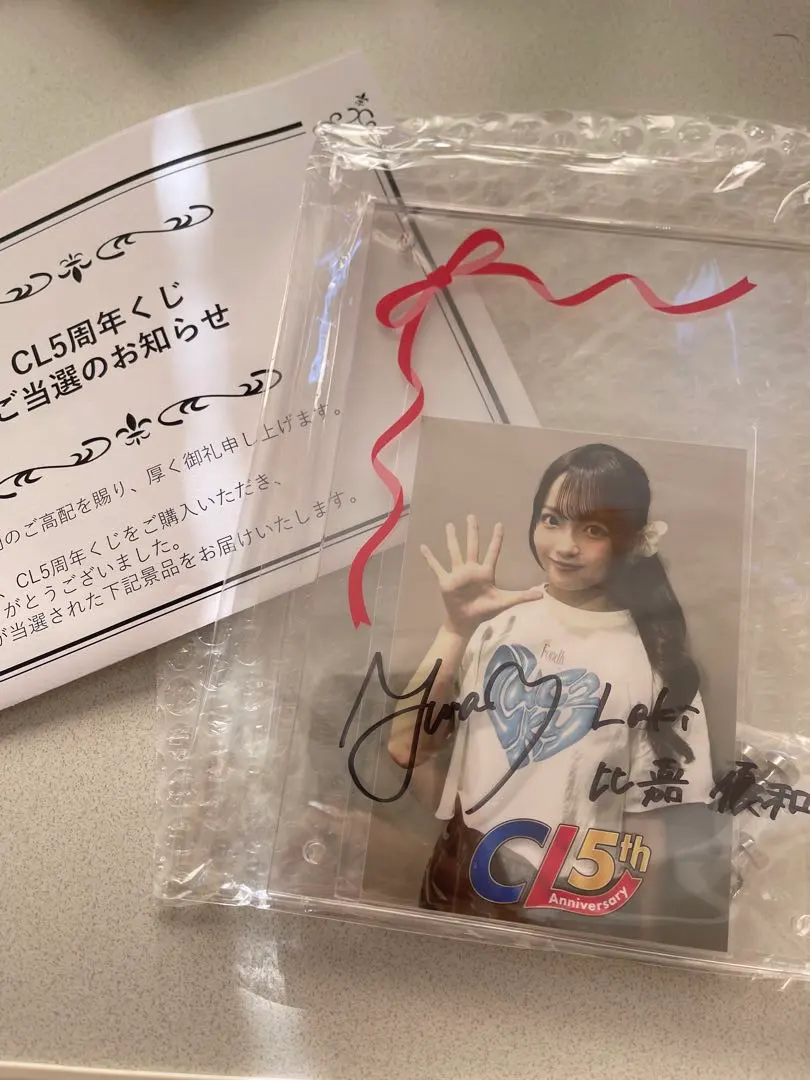 CL5周年くじ
ご当選のお知らせ
のご高配を賜り、厚く御礼申し上げます。
、CL5周年くじをご購入いただき、
がとうございました。
が当選された下記景品をお届けいたします。
Yuna
Laki
比嘉 優和
CL5th
Anniversary